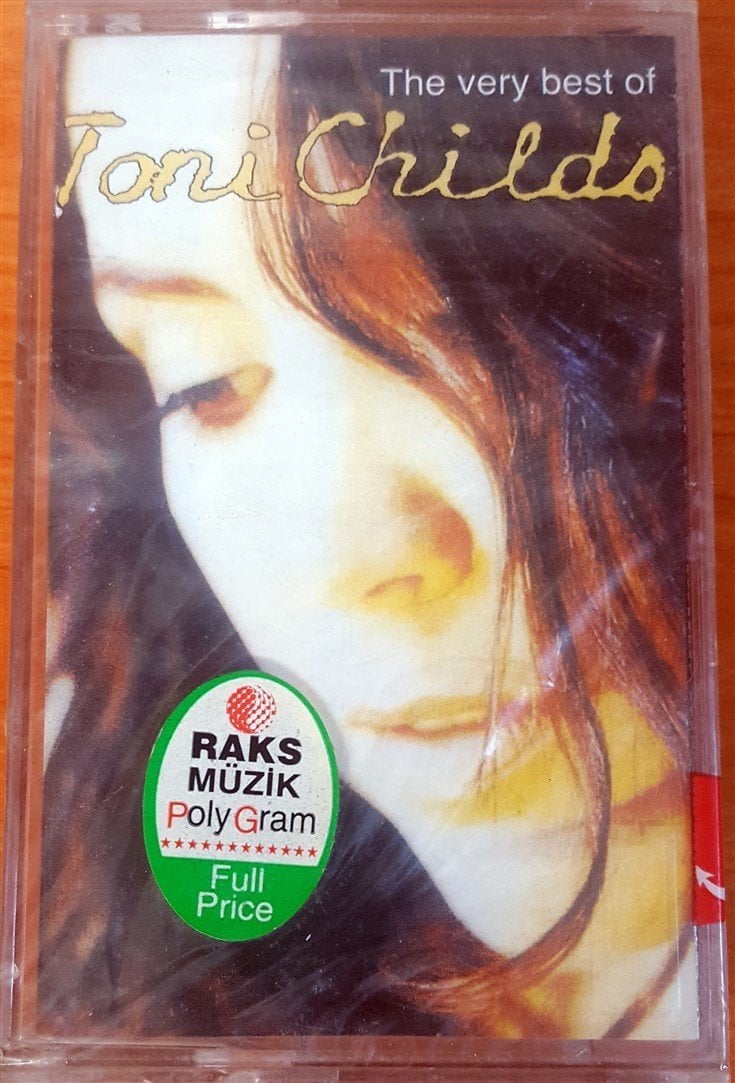 The very best of
Toni Childs
RAKS
MÜZİK
PolyGram
Full
Price